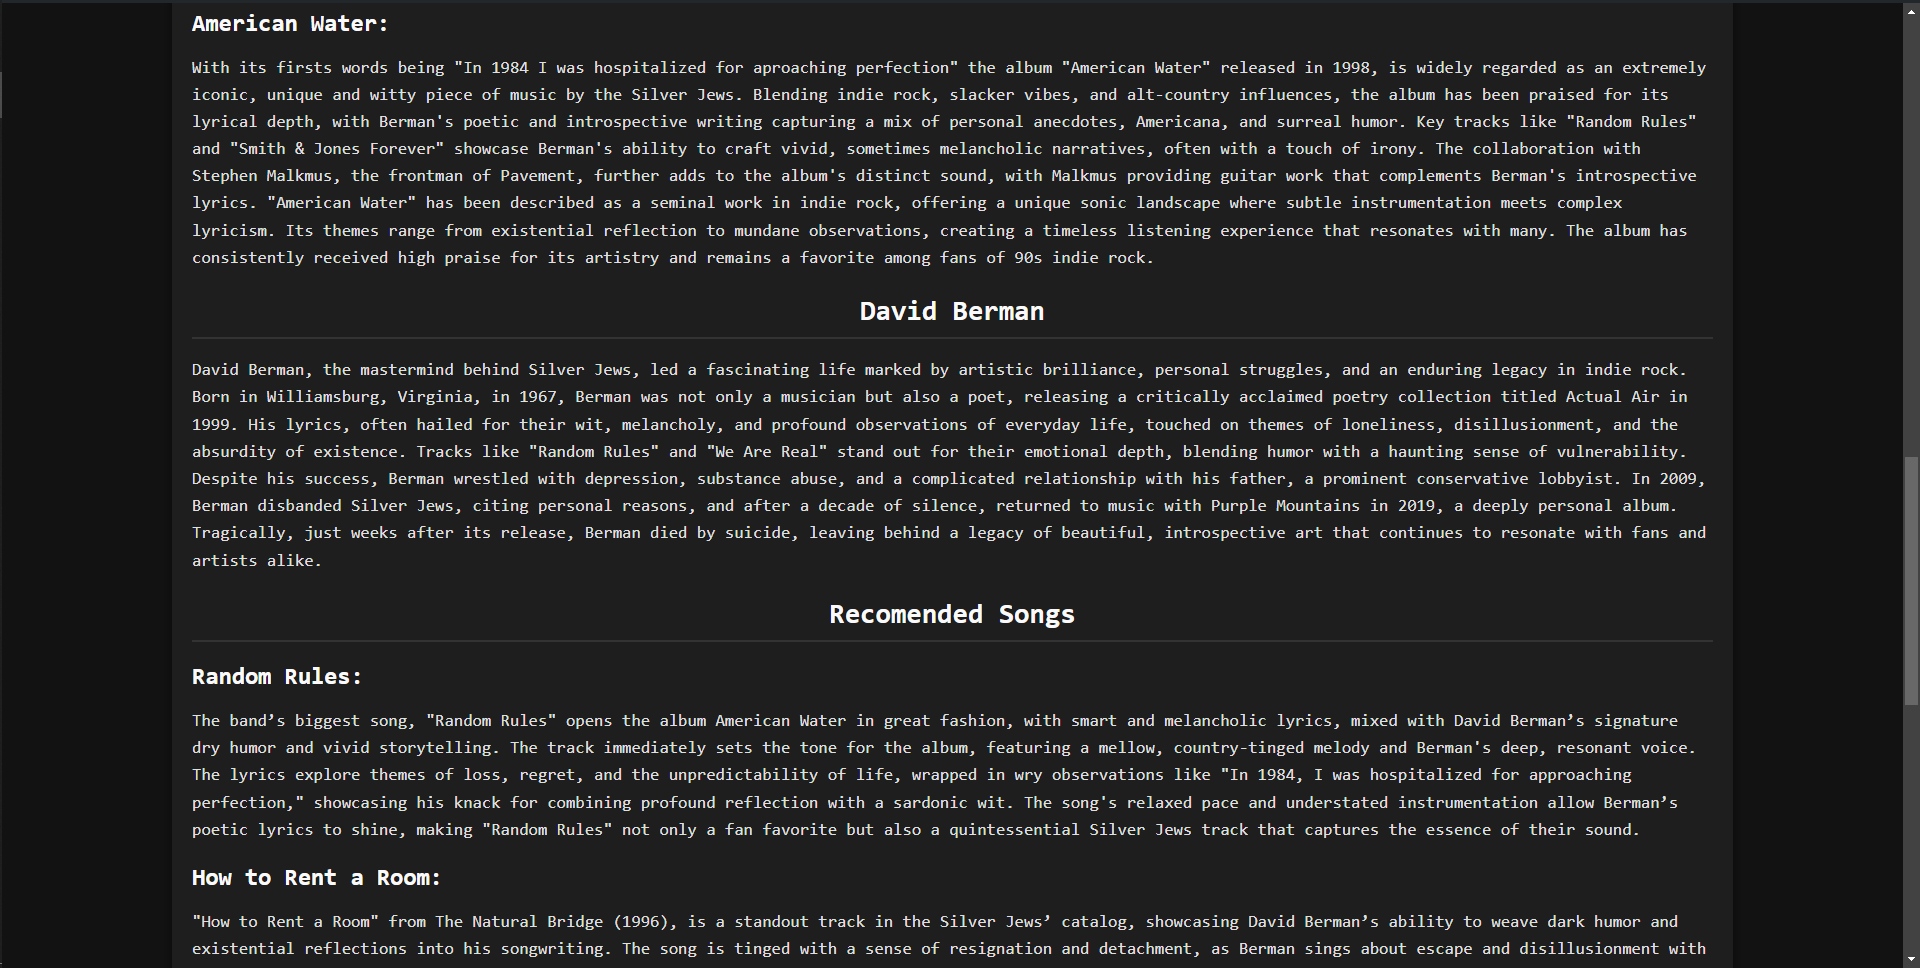 American Water:
With its firsts words being "In 1984 I was hospitalized for aproaching perfection" the album "American Water" released in 1998, is widely regarded as an extremely
iconic, unique and witty piece of music by the Silver Jews. Blending indie rock, slacker vibes, and alt-country influences, the album has been praised for its
lyrical depth, with Berman's poetic and introspective writing capturing a mix of personal anecdotes, Americana, and surreal humor. Key tracks like "Random Rules"
and "Smith & Jones Forever" showcase Berman's ability to craft vivid, sometimes melancholic narratives, often with a touch of irony. The collaboration with
Stephen Malkmus, the frontman of Pavement, further adds to the album's distinct sound, with Malkmus providing guitar work that complements Berman's introspective
lyrics. "American Water" has been described as a seminal work in indie rock, offering a unique sonic landscape where subtle instrumentation meets complex
lyricism. Its themes range from existential reflection to mundane observations, creating a timeless listening experience that resonates with many. The album has
consistently received high praise for its artistry and remains a favorite among fans of 90s indie rock.
David Berman
David Berman, the mastermind behind Silver Jews, led a fascinating life marked by artistic brilliance, personal struggles, and an enduring legacy in indie rock.
Born in Williamsburg, Virginia, in 1967, Berman was not only a musician but also a poet, releasing a critically acclaimed poetry collection titled Actual Air in
1999. His lyrics, often hailed for their wit, melancholy, and profound observations of everyday life, touched on themes of loneliness, disillusionment, and the
absurdity of existence. Tracks like "Random Rules" and "We Are Real" stand out for their emotional depth, blending humor with a haunting sense of vulnerability.
Despite his success, Berman wrestled with depression, substance abuse, and a complicated relationship with his father, a prominent conservative lobbyist. In 2009,
Berman disbanded Silver Jews, citing personal reasons, and after a decade of silence, returned to music with Purple Mountains in 2019, a deeply personal album.
Tragically, just weeks after its release, Berman died by suicide, leaving behind a legacy of beautiful, introspective art that continues to resonate with fans and
artists alike.
Recomended Songs
Random Rules:
The band’s biggest song, "Random Rules" opens the album American Water in great fashion, with smart and melancholic lyrics, mixed with David Berman’s signature
dry humor and vivid storytelling. The track immediately sets the tone for the album, featuring a mellow, country-tinged melody and Berman's deep, resonant voice.
The lyrics explore themes of loss, regret, and the unpredictability of life, wrapped in wry observations like "In 1984, I was hospitalized for approaching
perfection," showcasing his knack for combining profound reflection with a sardonic wit. The song's relaxed pace and understated instrumentation allow Berman’s
poetic lyrics to shine, making "Random Rules" not only a fan favorite but also a quintessential Silver Jews track that captures the essence of their sound.
How to Rent a Room:
"How to Rent a Room" from The Natural Bridge (1996), is a standout track in the Silver Jews’ catalog, showcasing David Berman’s ability to weave dark humor and
existential reflections into his songwriting. The song is tinged with a sense of resignation and detachment, as Berman sings about escape and disillusionment with